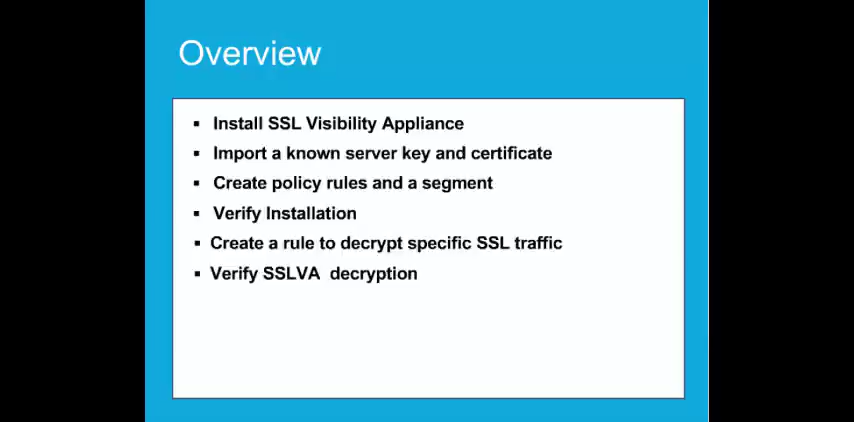 Overview
▪ Install SSL Visibility Appliance
▪ Import a known server key and certificate
▪ Create policy rules and a segment
▪ Verify Installation
▪ Create a rule to decrypt specific SSL traffic
▪ Verify SSLVA decryption